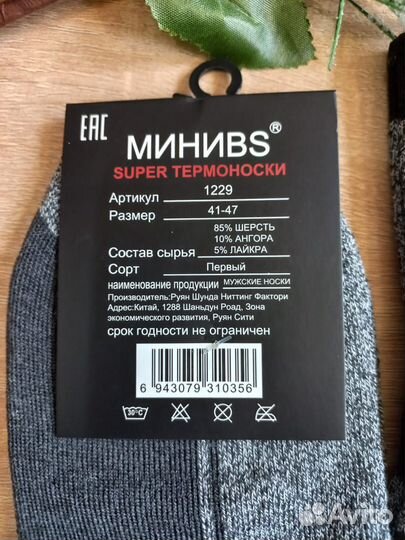 EAC
МИНИBS®
SUPER ТЕРМОНОСКИ
Артикул 1229
Размер 41-47
85% ШЕРСТЬ
10% АНГОРА
Состав сырья 5% ЛАЙКРА
Сорт Первый
наименование продукции МУЖСКИЕ НОСКИ
Производитель:Руян Шунда Ниттинг Фактори
Адрес:Китай, 1288 Шаньдун Роад, Зона
экономического развития, Руян Сити
срок годности не ограничен
6 943079 310356
30°C
Avito